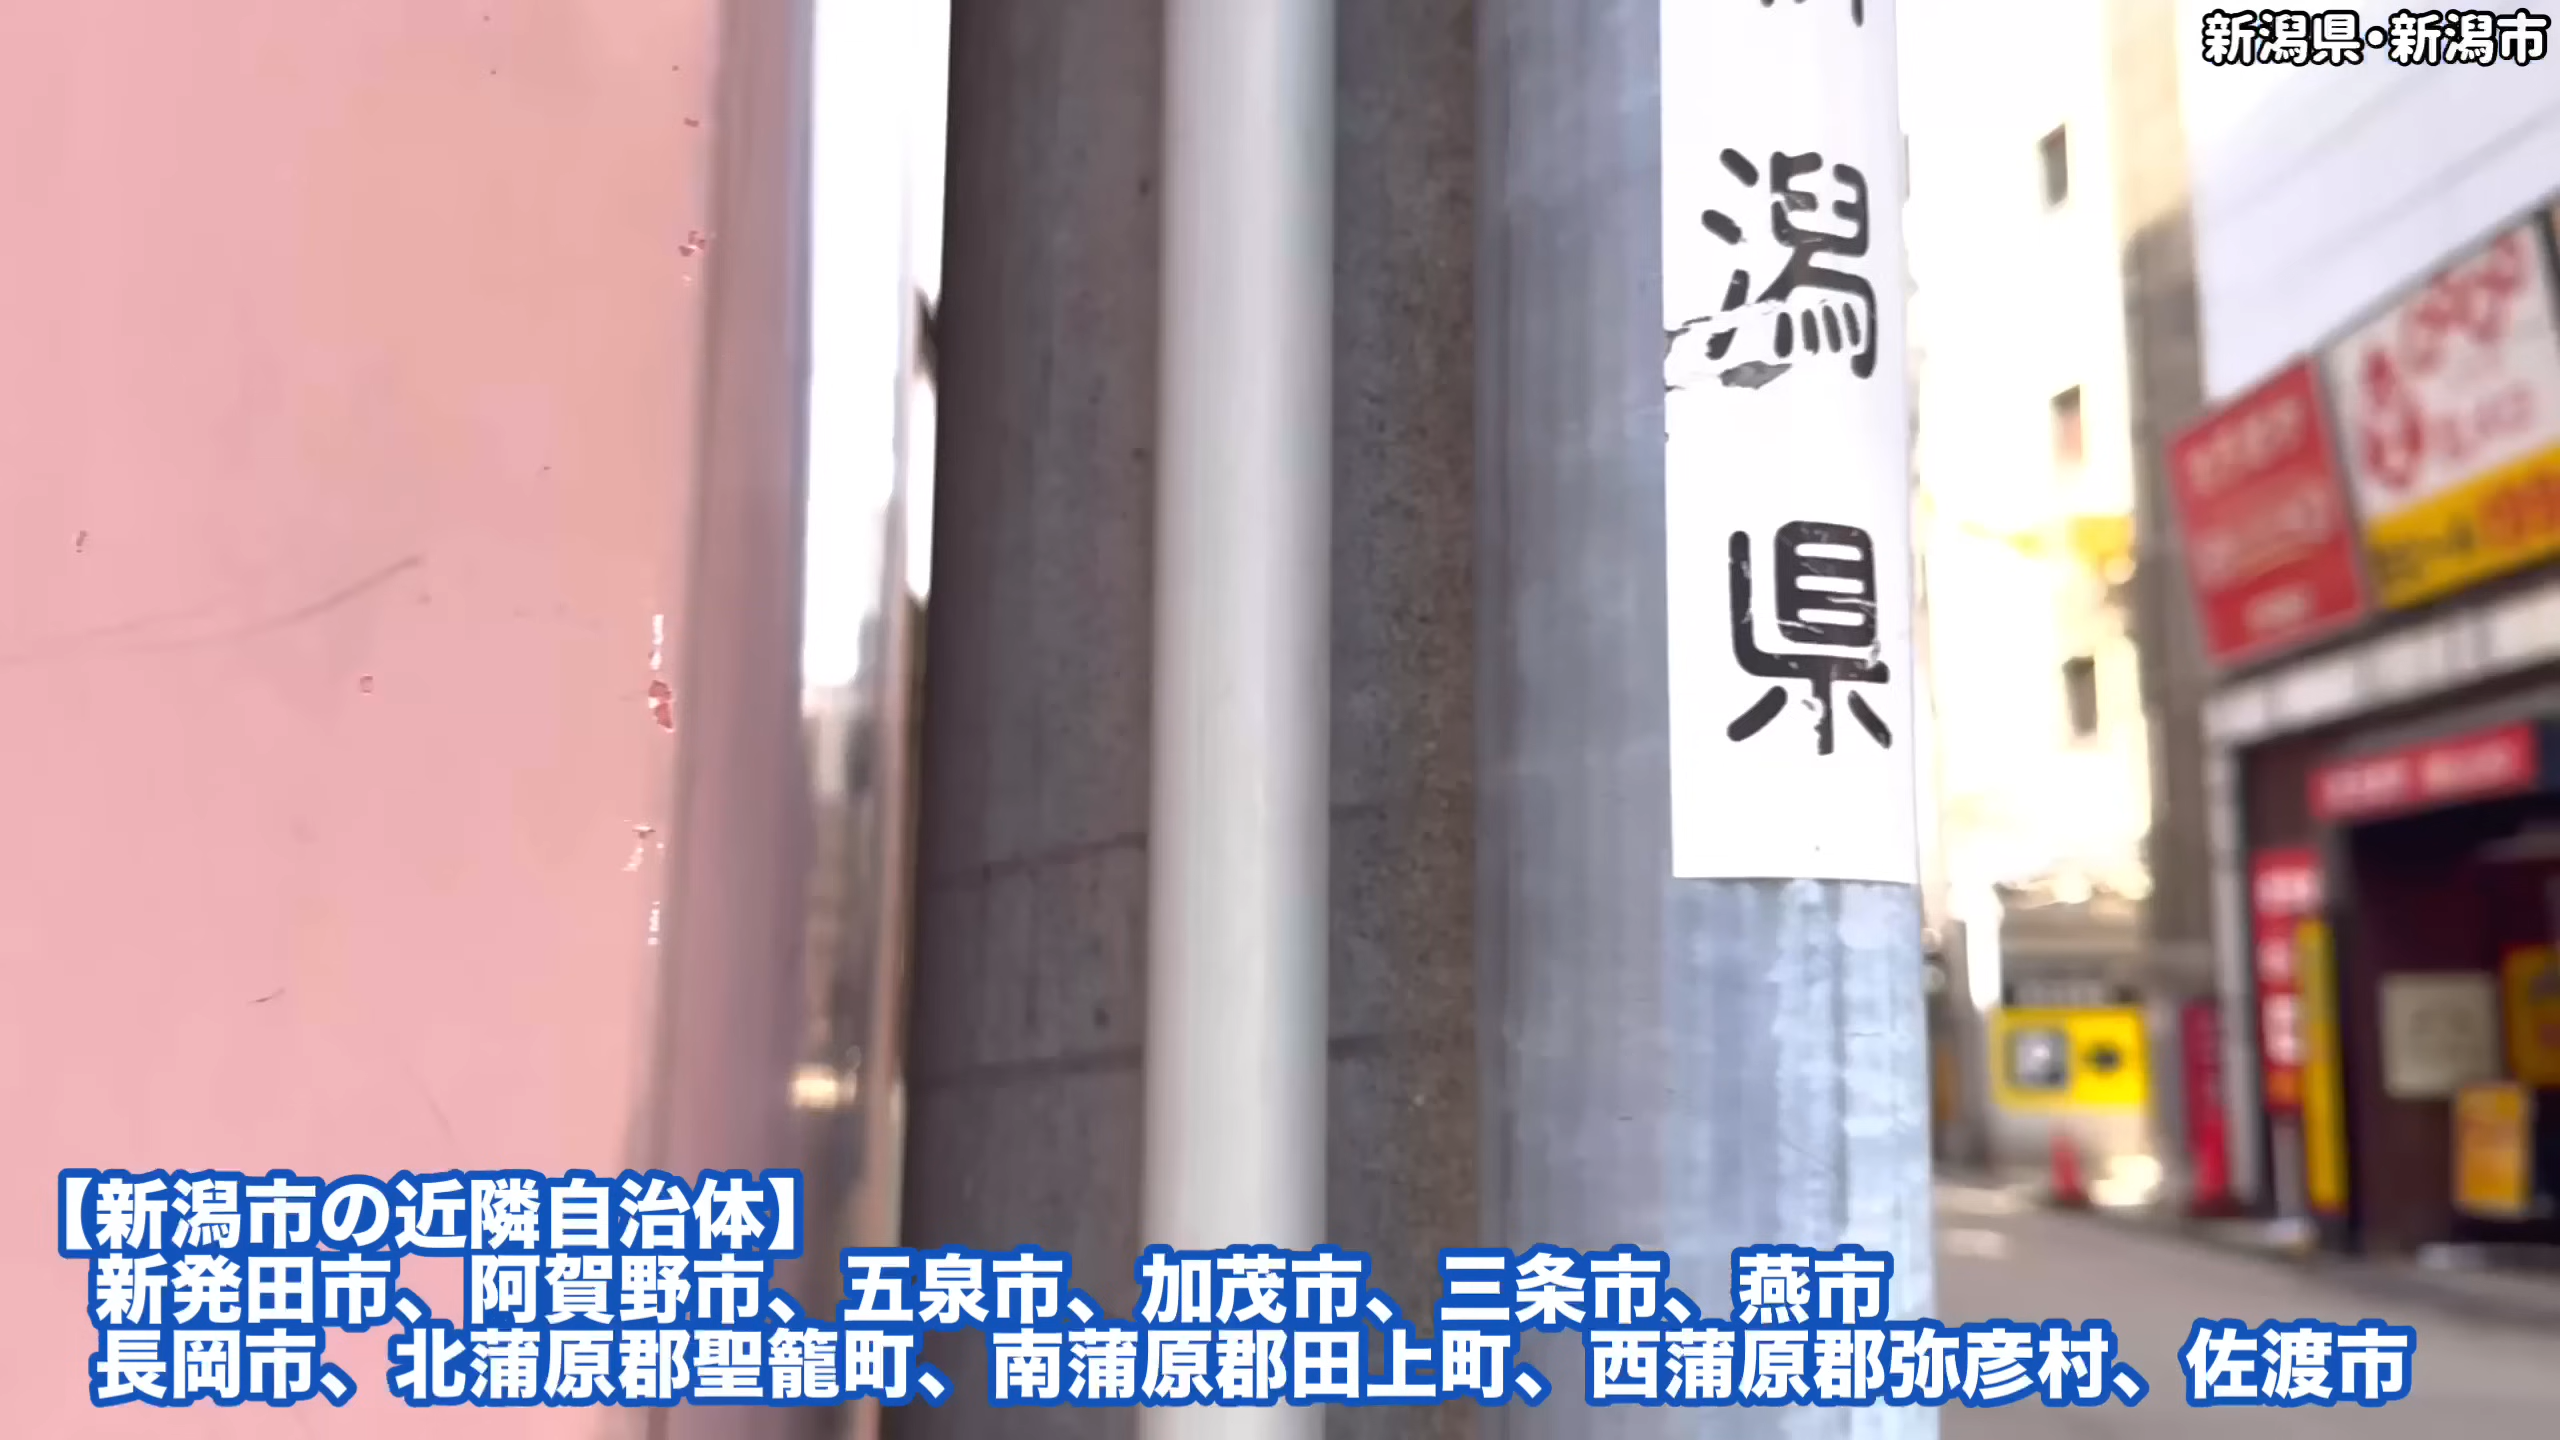 新潟県・新潟市
潟県
【新潟市の近隣自治体】
新発田市、阿賀野市、五泉市、加茂市、三条市、燕市
長岡市、北蒲原郡聖籠町、南蒲原郡田上町、西蒲原郡弥彦村、佐渡市